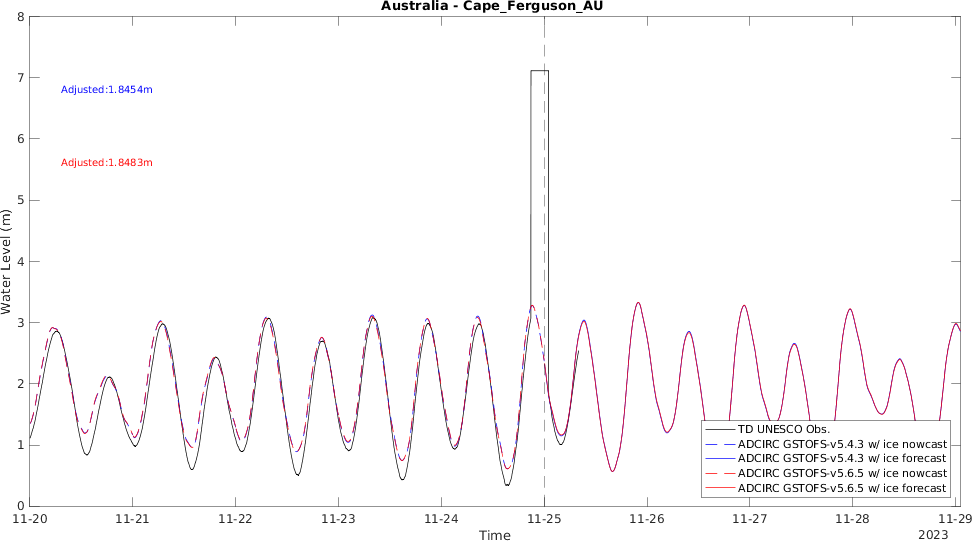 Australia - Cape_Ferguson_AU
8
7
6
5
4
3
2
1
0
Water Level (m)
Adjusted:1.8454m
Adjusted:1.8483m
TD UNESCO Obs.
ADCIRC GSTOFS-v5.4.3 w/ ice nowcast
ADCIRC GSTOFS-v5.4.3 w/ ice forecast
ADCIRC GSTOFS-v5.6.5 w/ ice nowcast
ADCIRC GSTOFS-v5.6.5 w/ ice forecast
11-20 11-21 11-22 11-23 11-24 11-25 11-26 11-27 11-28 11-29
Time
2023